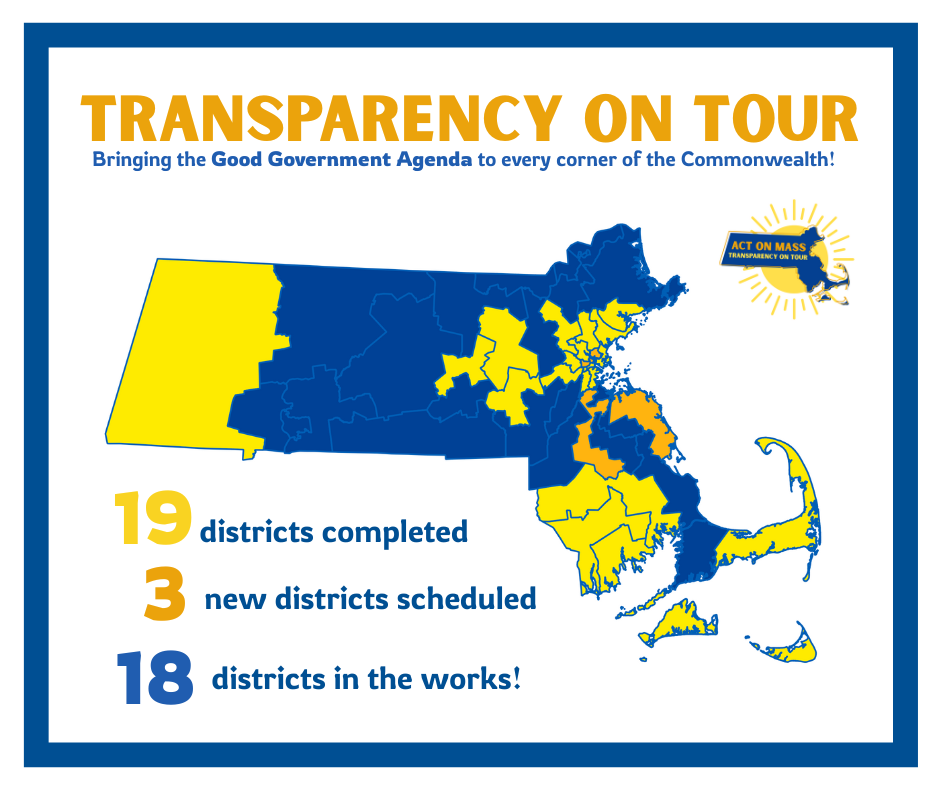 TRANSPARENCY ON TOUR
Bringing the Good Government Agenda to every corner of the Commonwealth!
ACT ON MASS
TRANSPARENCY ON TOUR
19 districts completed
3 new districts scheduled
18 districts in the works!